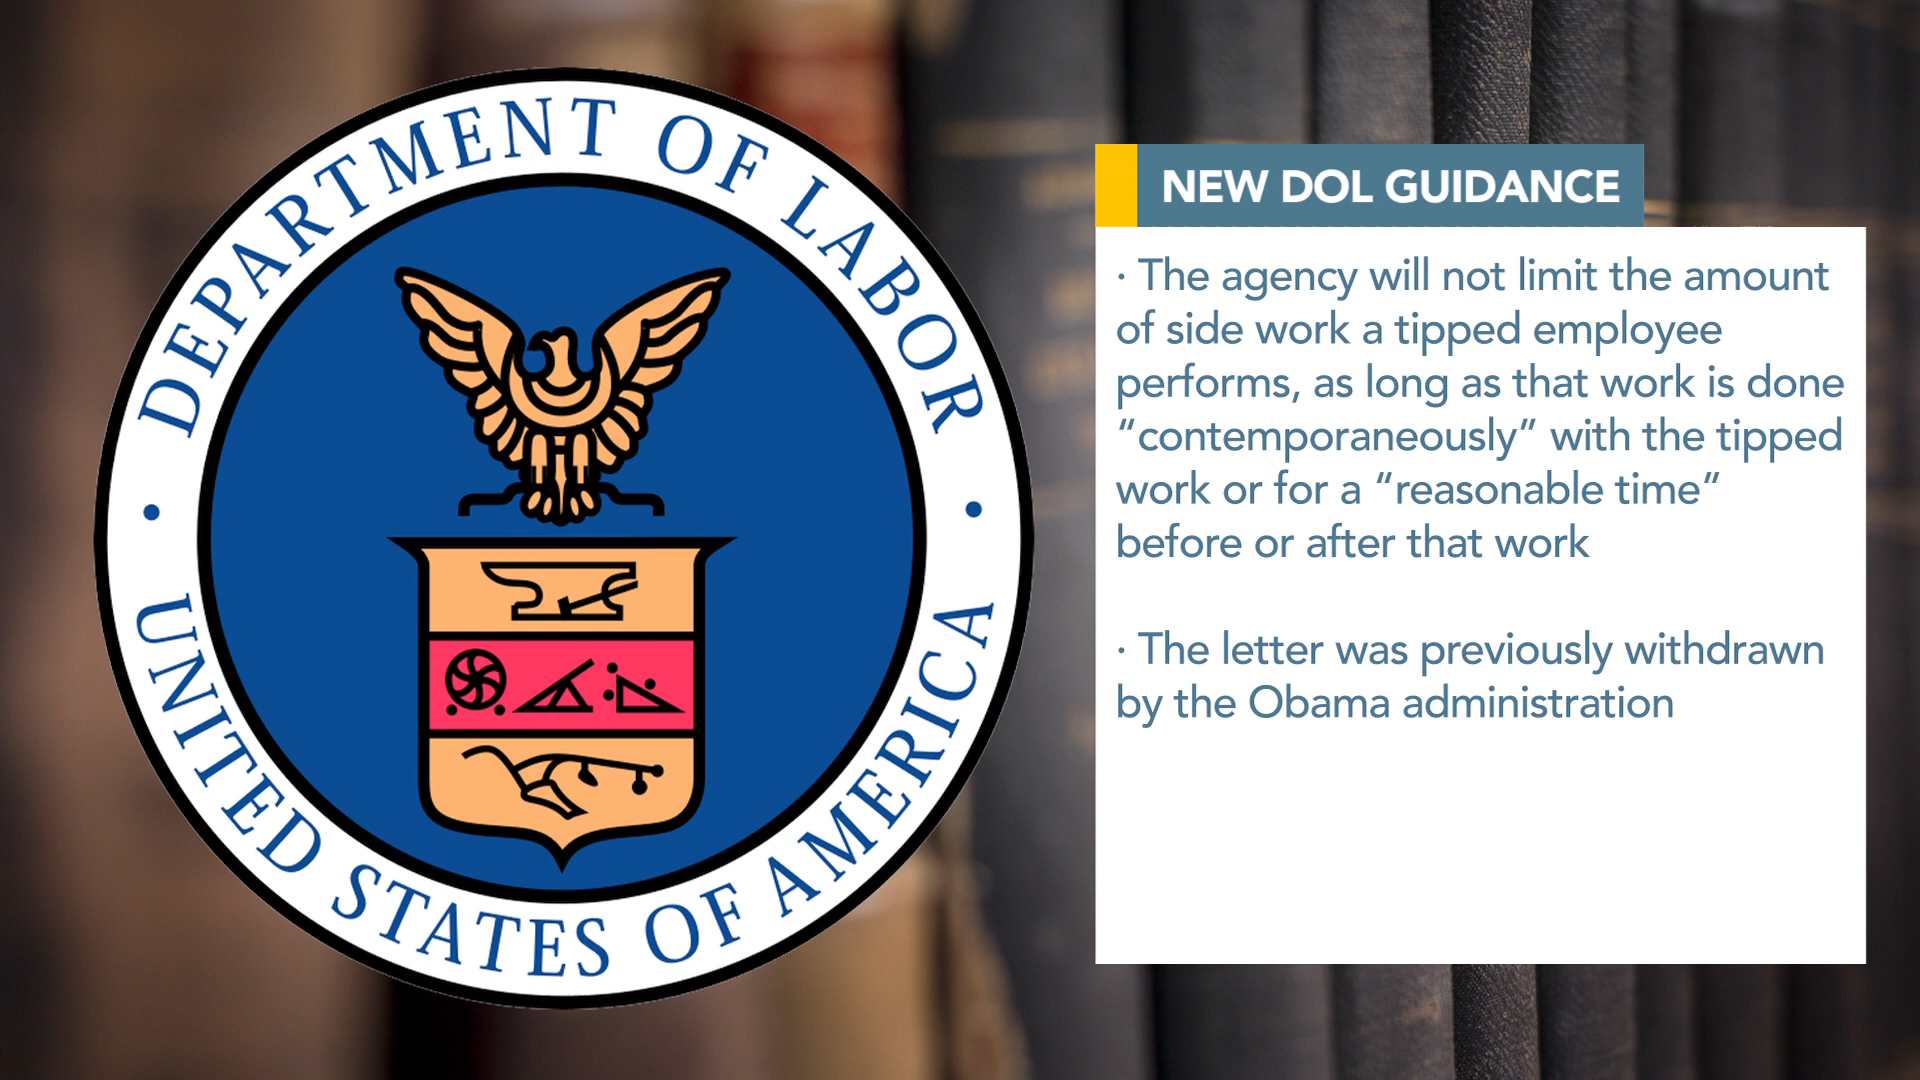 DEPARTMENT OF LABOR
UNITED STATES OF AMERICA
NEW DOL GUIDANCE
· The agency will not limit the amount
of side work a tipped employee
performs, as long as that work is done
“contemporaneously” with the tipped
work or for a “reasonable time”
before or after that work
· The letter was previously withdrawn
by the Obama administration